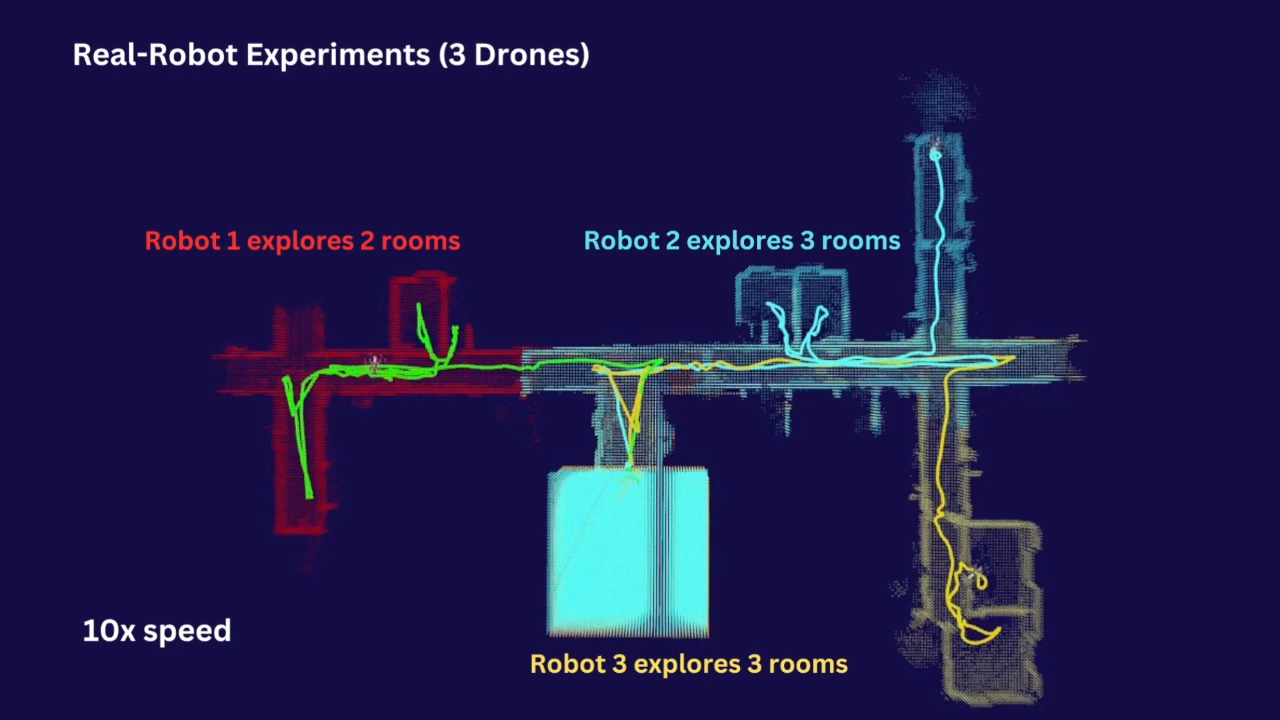 Real-Robot Experiments (3 Drones)
Robot 1 explores 2 rooms
Robot 2 explores 3 rooms
10x speed
Robot 3 explores 3 rooms